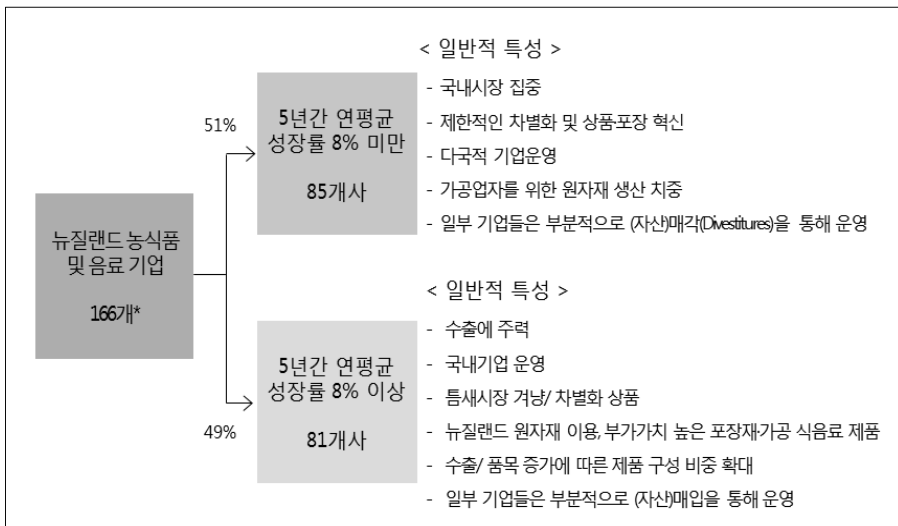 뉴질랜드 농식품
및 음료 기업
166개*
51%
5년간 연평균
성장률 8% 미만
85개사
< 일반적 특성 >
- 국내시장 집중
- 제한적인 차별화 및 상품·포장 혁신
- 다국적 기업운영
- 가공업자를 위한 원자재 생산 치중
- 일부 기업들은 부분적으로 (자산)매각(Divestitures)을 통해 운영
49%
5년간 연평균
성장률 8% 이상
81개사
< 일반적 특성 >
- 수출에 주력
- 국내기업 운영
- 틈새시장 겨냥/ 차별화 상품
- 뉴질랜드 원자재 이용, 부가가치 높은 포장재·가공 식음료 제품
- 수출/ 품목 증가에 따른 제품 구성 비중 확대
- 일부 기업들은 부분적으로 (자산)매입을 통해 운영